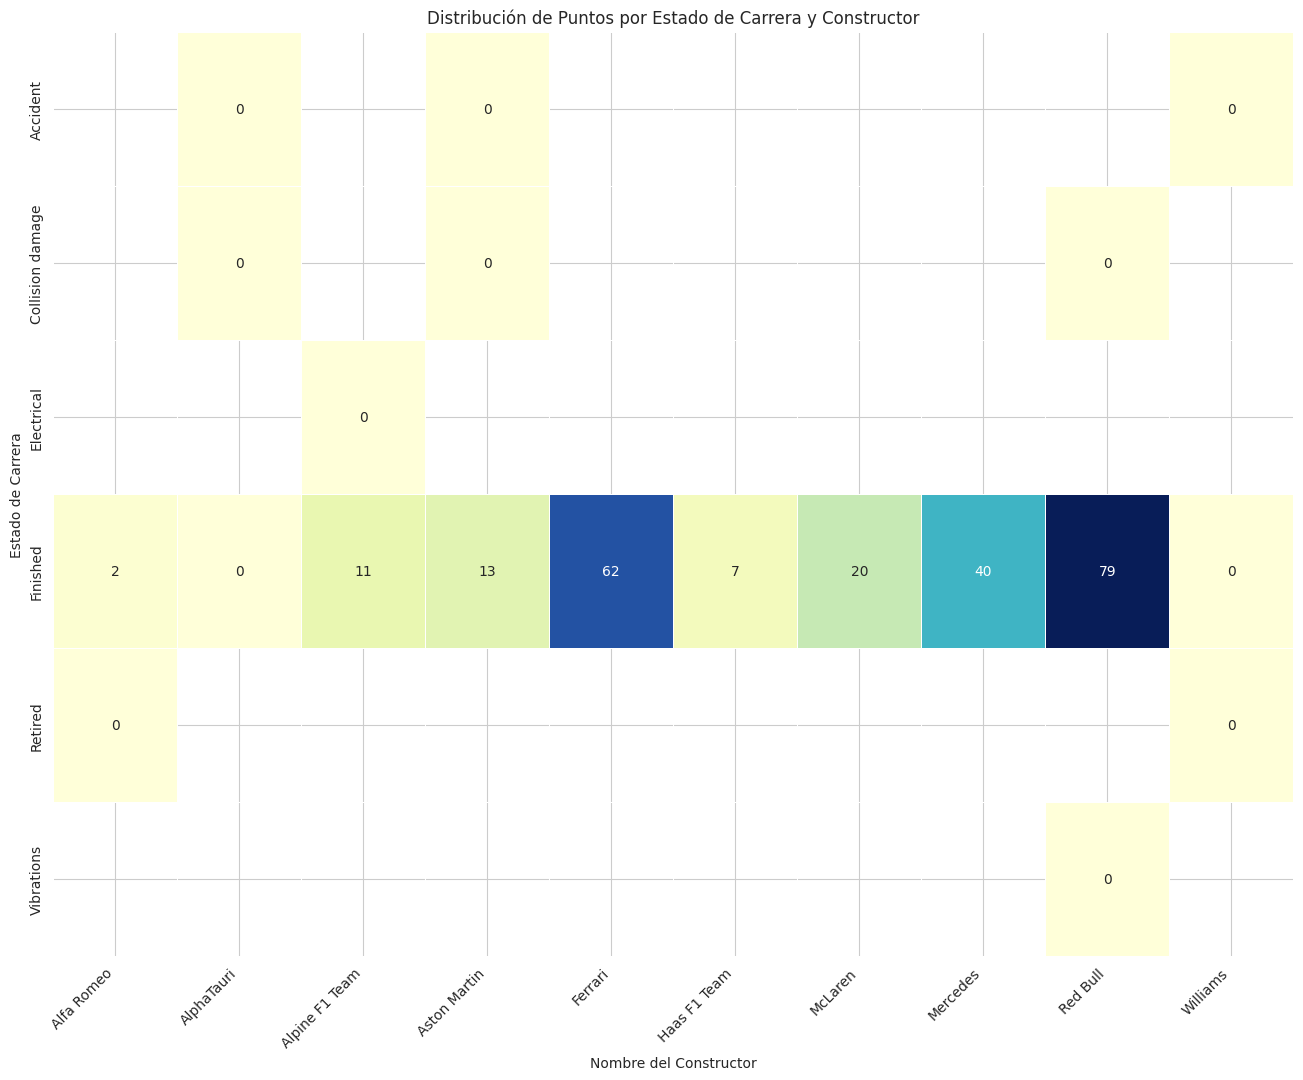 Distribución de Puntos por Estado de Carrera y Constructor
Estado de Carrera
Accident
0 0 0
Collision damage
0 0 0
Electrical
0
Finished
2 0 11 13 62 7 20 40 79 0
Retired
0 0
Vibrations
0
Alfa Romeo
AlphaTauri
Alpine F1 Team
Aston Martin
Ferrari
Haas F1 Team
McLaren
Mercedes
Red Bull
Williams
Nombre del Constructor